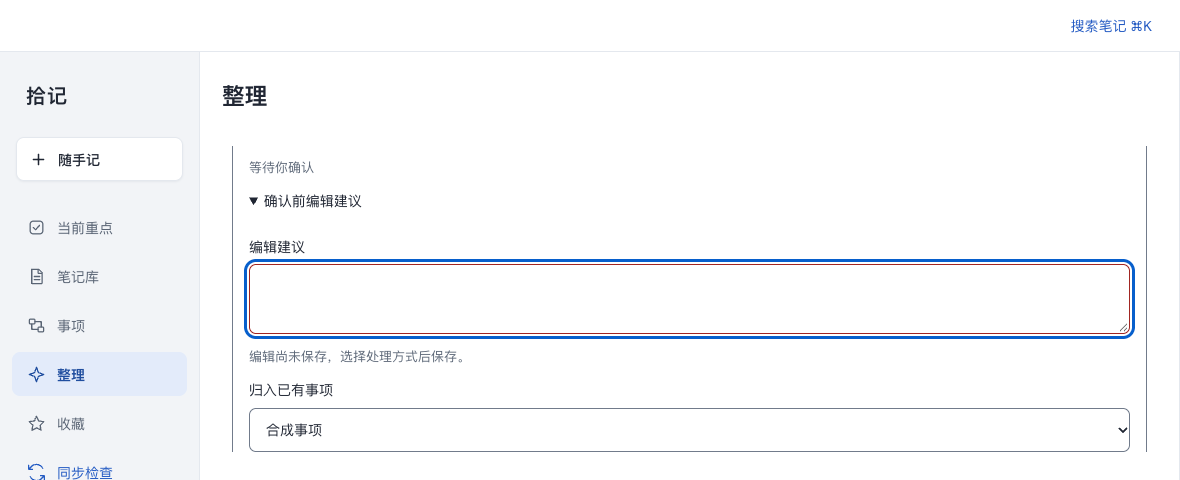 搜索笔记 ⌘K
拾记
整理
随手记
等待你确认
▼ 确认前编辑建议
当前重点
编辑建议
笔记库
事项
编辑尚未保存，选择处理方式后保存。
整理
归入已有事项
收藏
合成事项
同步检查